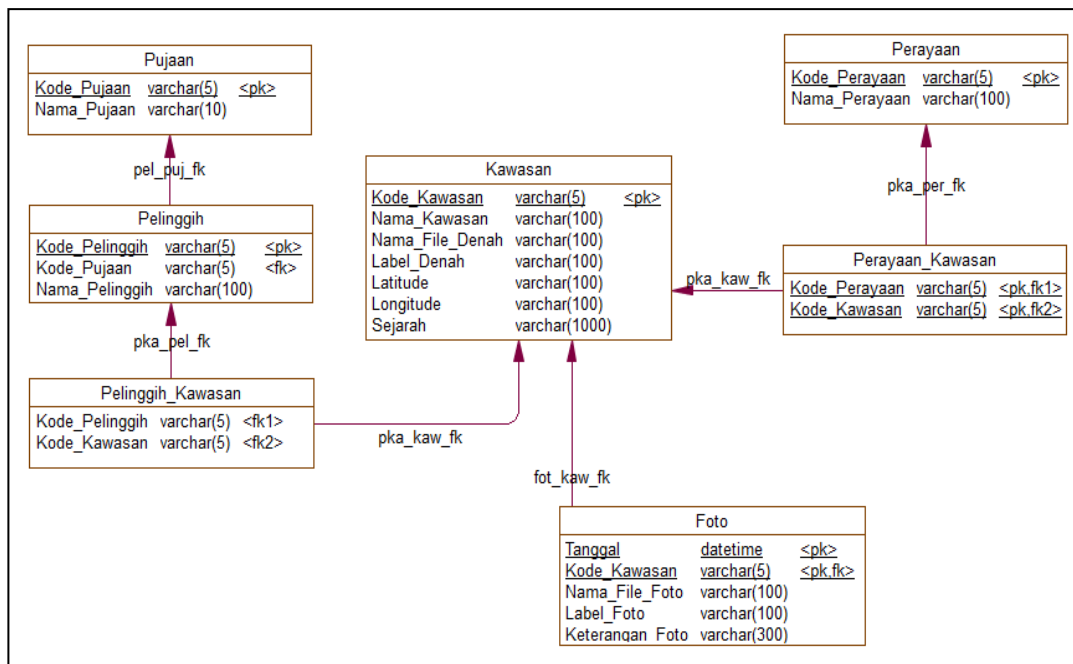 Pujaan
Kode_Pujaan varchar(5) <pk>
Nama_Pujaan varchar(10)
pel_puj_fk
Pelinggih
Kode_Pelinggih varchar(5) <pk>
Kode_Pujaan varchar(5) <fk>
Nama_Pelinggih varchar(100)
pka_pel_fk
Pelinggih_Kawasan
Kode_Pelinggih varchar(5) <fk1>
Kode_Kawasan varchar(5) <fk2>
pka_kaw_fk
Kawasan
Kode_Kawasan varchar(5) <pk>
Nama_Kawasan varchar(100)
Nama_File_Denah varchar(100)
Label_Denah varchar(100)
Latitude varchar(100)
Longitude varchar(100)
Sejarah varchar(1000)
Perayaan
Kode_Perayaan varchar(5) <pk>
Nama_Perayaan varchar(100)
pka_per_fk
Perayaan_Kawasan
Kode_Perayaan varchar(5) <pk,fk1>
Kode_Kawasan varchar(5) <pk,fk2>
pka_kaw_fk
fot_kaw_fk
Foto
Tanggal datetime <pk>
Kode_Kawasan varchar(5) <pk,fk>
Nama_File_Foto varchar(100)
Label_Foto varchar(100)
Keterangan_Foto varchar(300)